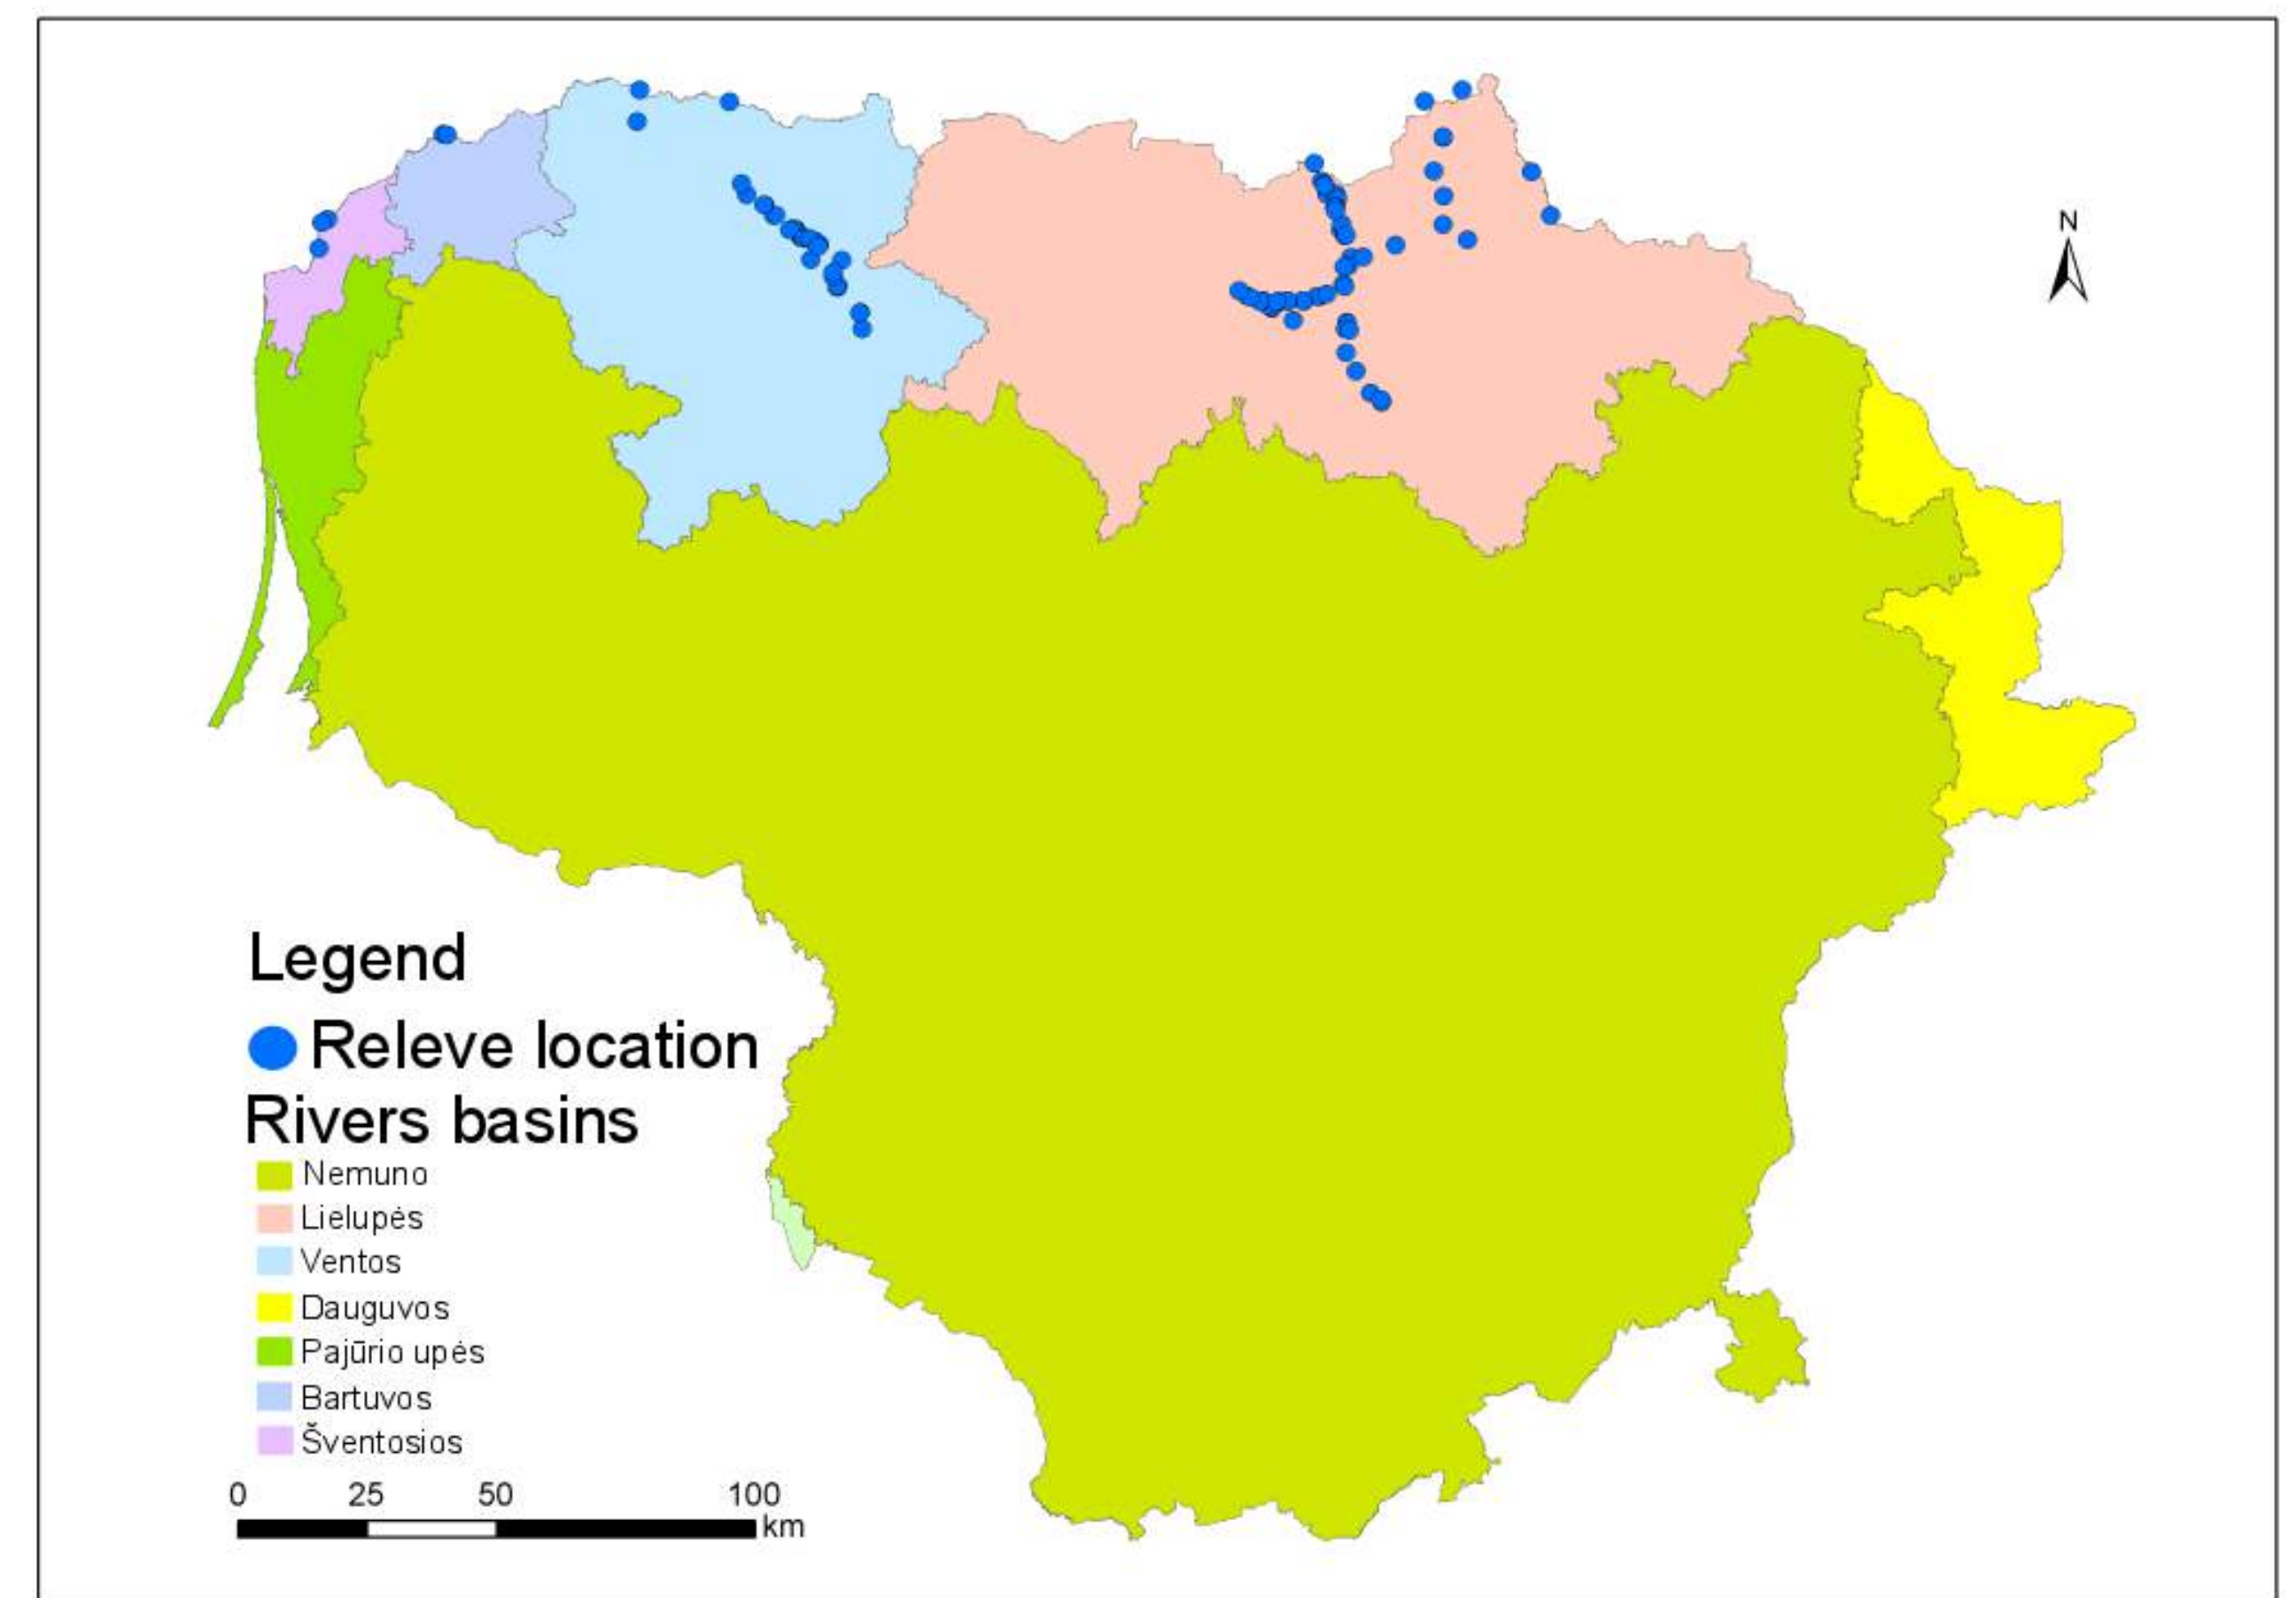 N
Legend
Releve location
Rivers basins
Nemuno
Lielupės
Ventos
Dauguvos
Pajūrio upės
Bartuvos
Šventosios
0 25 50 100
km